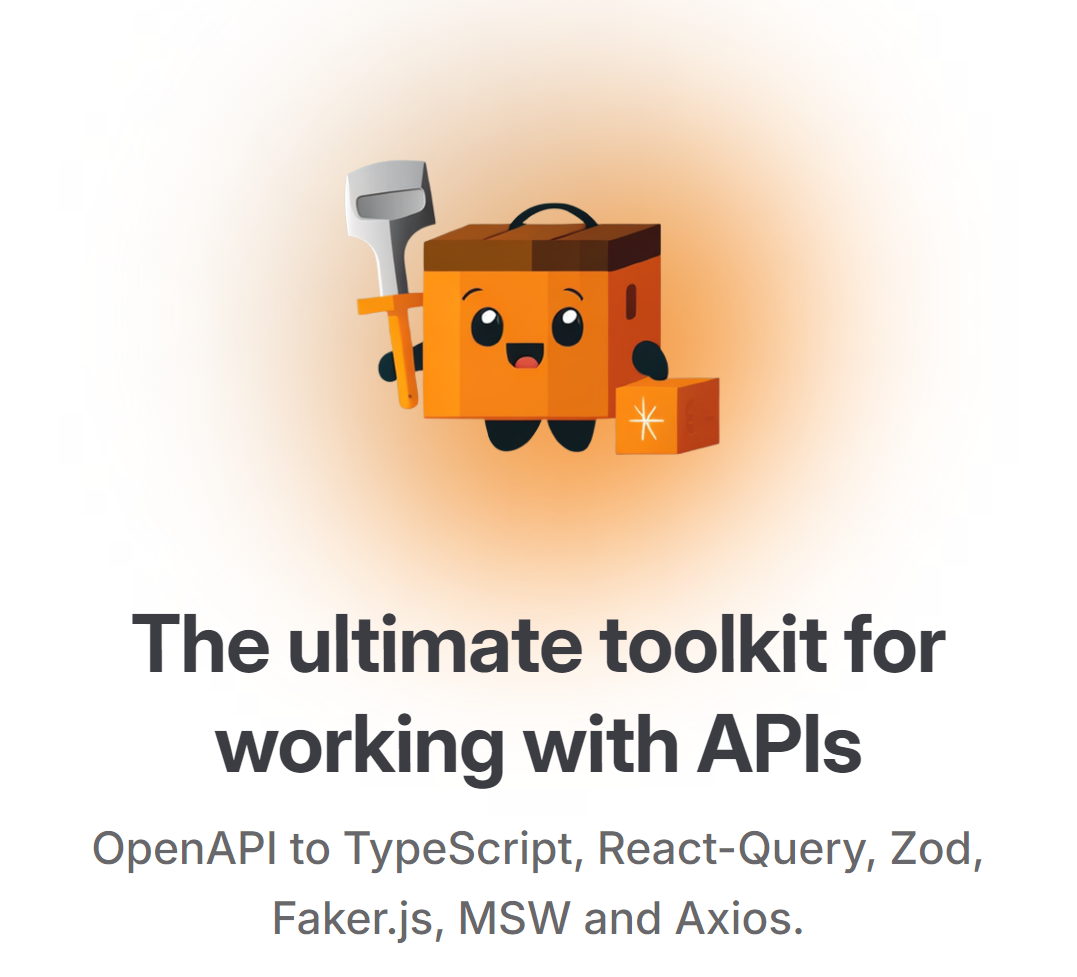 The ultimate toolkit for
working with APIs
OpenAPI to TypeScript, React-Query, Zod,
Faker.js, MSW and Axios.